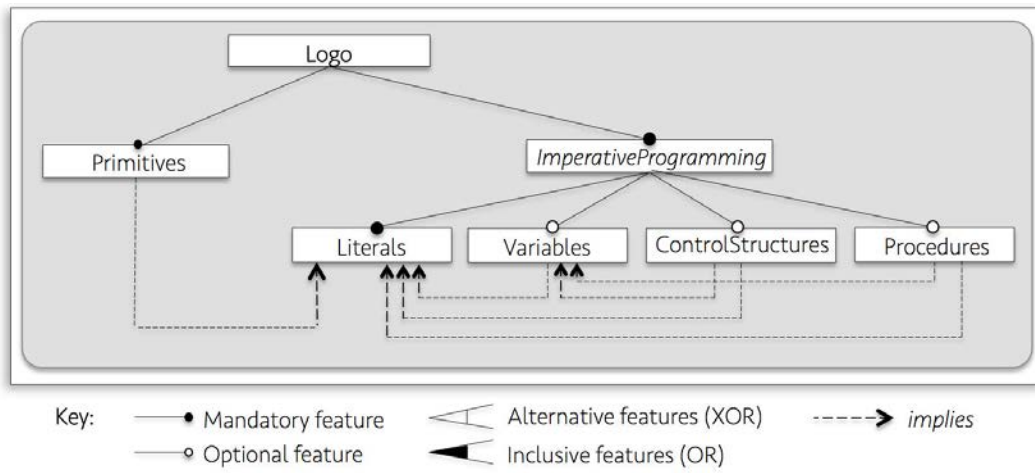 Logo
Primitives
ImperativeProgramming
Literals
Variables
ControlStructures
Procedures
Key:
Mandatory feature
Alternative features (XOR)
implies
Optional feature
Inclusive features (OR)